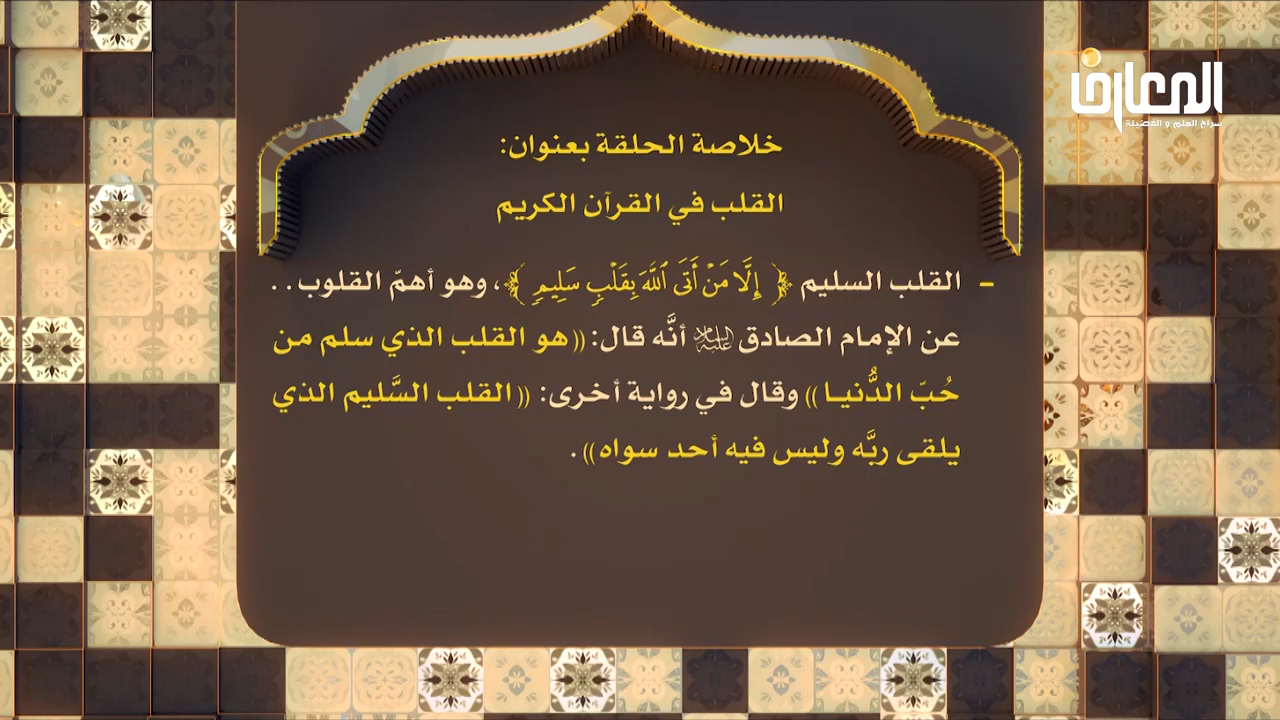 المعارف
سراج العلم و الفضيلة
خلاصة الحلقة بعنوان:
القلب في القرآن الكريم
- القلب السليم ﴿ إِلَّا مَنْ أَتَى ٱللَّهَ بِقَلْبٍ سَلِيمٍ ﴾، وهو أهمّ القلوب..
عن الإمام الصادق عليه السلام أنَّه قال: ((هو القلب الذي سلم من
حُبّ الدُّنيـا)) وقال في رواية أخرى: ((القلب السَّليم الذي
يلقى ربَّه وليس فيه أحد سواه)).